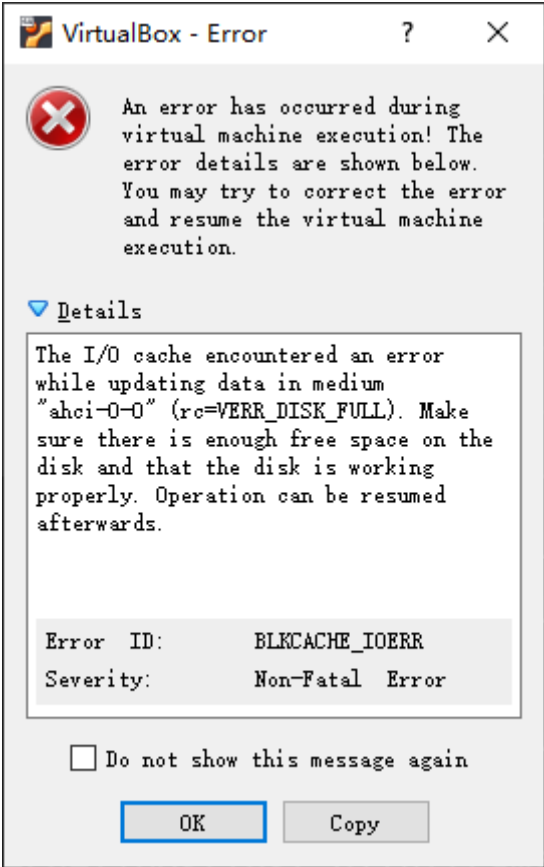 VirtualBox - Error
?
An error has occurred during
virtual machine execution! The
error details are shown below.
You may try to correct the error
and resume the virtual machine
execution.
Details
The I/O cache encountered an error
while updating data in medium
"ahci-0-0" (rc=VERR_DISK_FULL). Make
sure there is enough free space on the
disk and that the disk is working
properly. Operation can be resumed
afterwards.
Error ID: BLKCACHE_IOERR
Severity: Non-Fatal Error
Do not show this message again
OK Copy